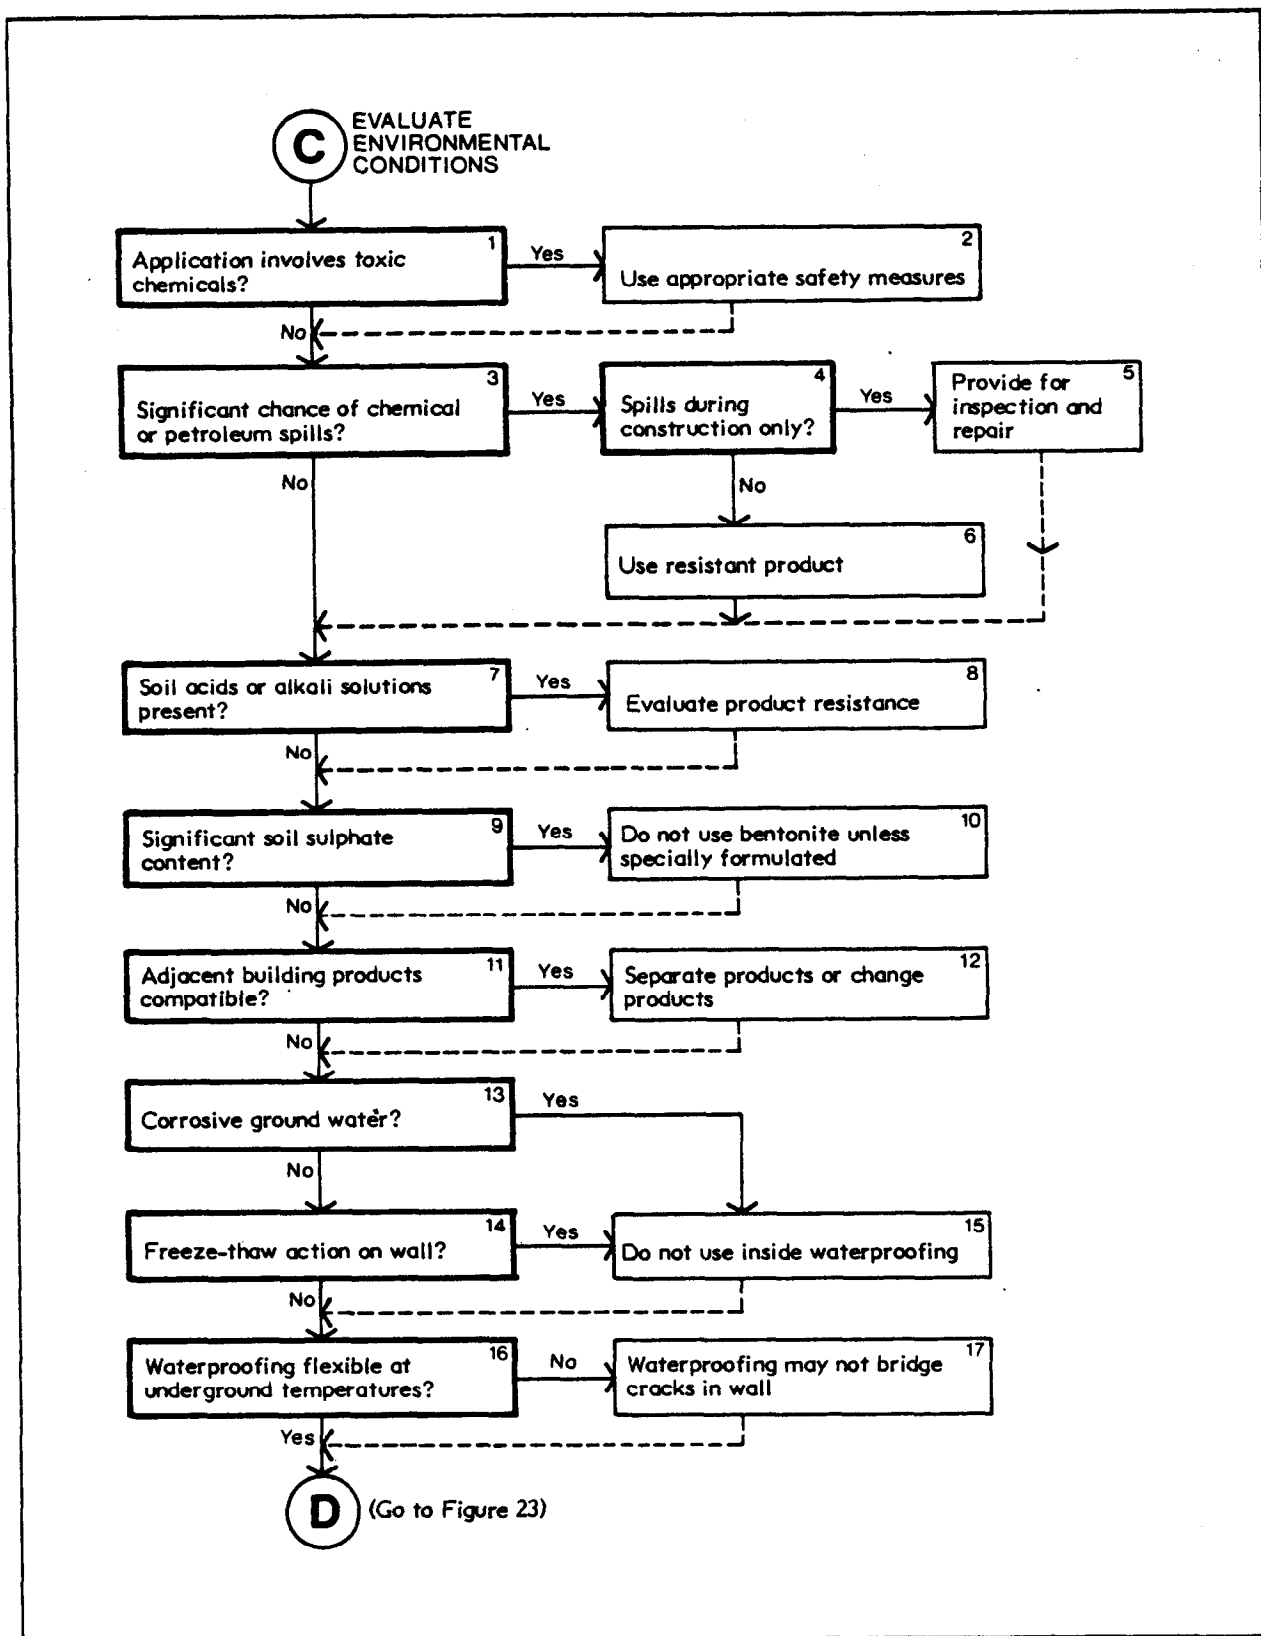 C
EVALUATE
ENVIRONMENTAL
CONDITIONS
1
Application involves toxic
chemicals?
Yes
2
Use appropriate safety measures
No
3
Significant chance of chemical
or petroleum spills?
Yes
4
Spills during
construction only?
Yes
5
Provide for
inspection and
repair
No
No
6
Use resistant product
7
Soil acids or alkali solutions
present?
Yes
8
Evaluate product resistance
No
9
Significant soil sulphate
content?
Yes
10
Do not use bentonite unless
specially formulated
No
11
Adjacent building products
compatible?
Yes
12
Separate products or change
products
No
13
Corrosive ground water?
Yes
No
14
Freeze-thaw action on wall?
Yes
15
Do not use inside waterproofing
No
16
Waterproofing flexible at
underground temperatures?
No
17
Waterproofing may not bridge
cracks in wall
Yes
D
(Go to Figure 23)